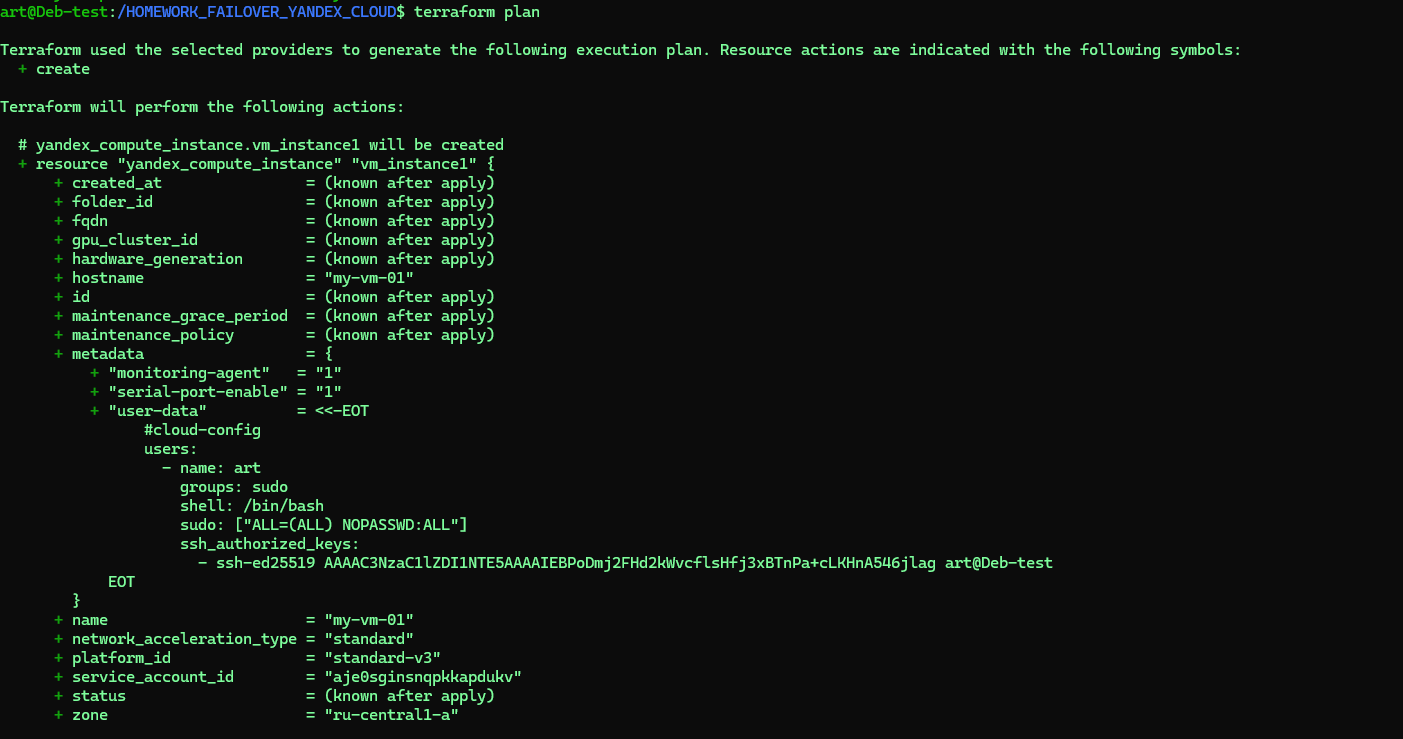 art@Deb-test:/HOMEWORK_FAILOVER_YANDEX_CLOUD$ terraform plan
Terraform used the selected providers to generate the following execution plan. Resource actions are indicated with the following symbols:
  + create
Terraform will perform the following actions:
  # yandex_compute_instance.vm_instance1 will be created
  + resource "yandex_compute_instance" "vm_instance1" {
      + created_at                = (known after apply)
      + folder_id                 = (known after apply)
      + fqdn                      = (known after apply)
      + gpu_cluster_id            = (known after apply)
      + hardware_generation       = (known after apply)
      + hostname                  = "my-vm-01"
      + id                        = (known after apply)
      + maintenance_grace_period  = (known after apply)
      + maintenance_policy        = (known after apply)
      + metadata                  = {
          + "monitoring-agent"   = "1"
          + "serial-port-enable" = "1"
          + "user-data"          = <<-EOT
                #cloud-config
                users:
                  - name: art
                    groups: sudo
                    shell: /bin/bash
                    sudo: ["ALL=(ALL) NOPASSWD:ALL"]
                    ssh_authorized_keys:
                      - ssh-ed25519 AAAAC3NzaC1lZDI1NTE5AAAAIEBPoDmj2FHd2kWvcflsHfj3xBTnPa+cLKHnA546jlag art@Deb-test
            EOT
        }
      + name                      = "my-vm-01"
      + network_acceleration_type = "standard"
      + platform_id               = "standard-v3"
      + service_account_id        = "aje0sginsnqpkkapdukv"
      + status                    = (known after apply)
      + zone                      = "ru-central1-a"